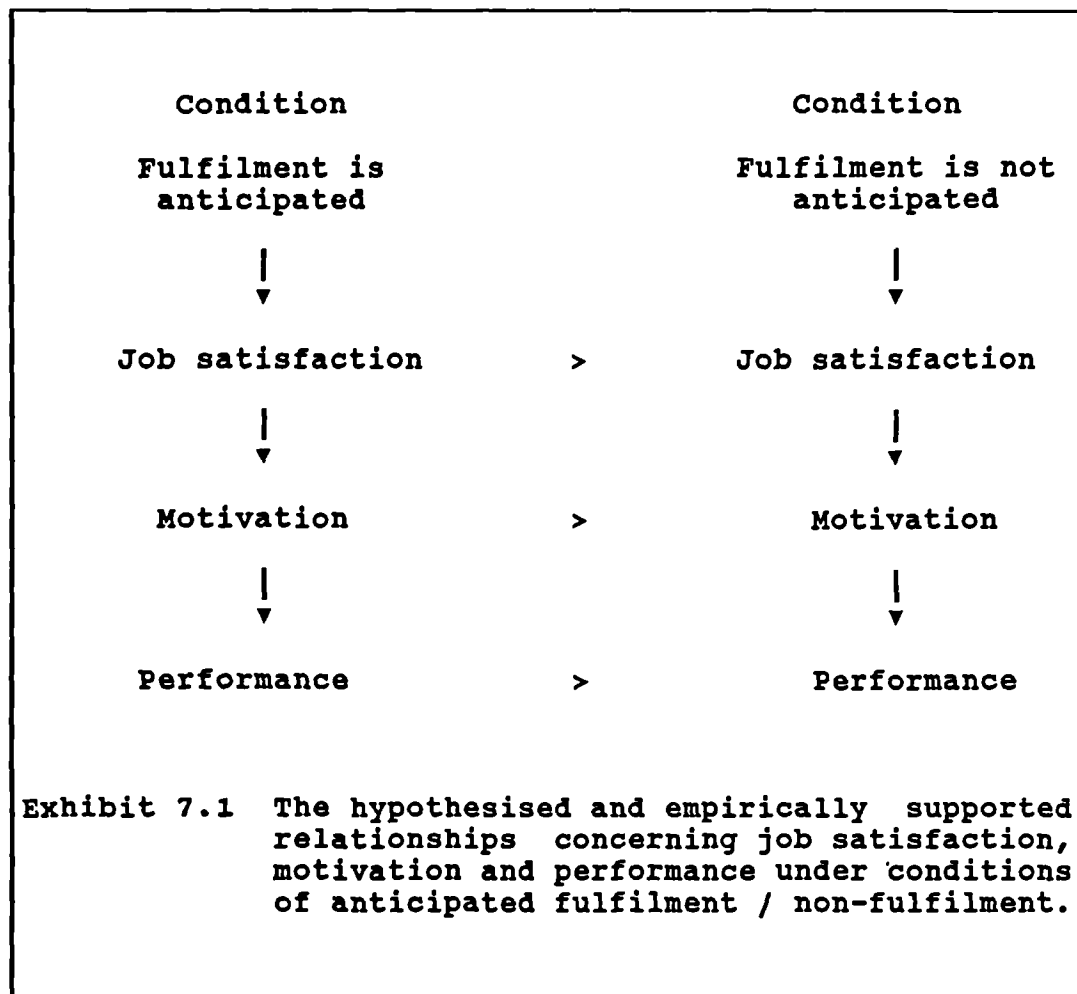 Condition Condition
Fulfilment is Fulfilment is not
anticipated anticipated
Job satisfaction > Job satisfaction
Motivation > Motivation
Performance > Performance
Exhibit 7.1 The hypothesised and empirically supported
relationships concerning job satisfaction,
motivation and performance under conditions
of anticipated fulfilment / non-fulfilment.